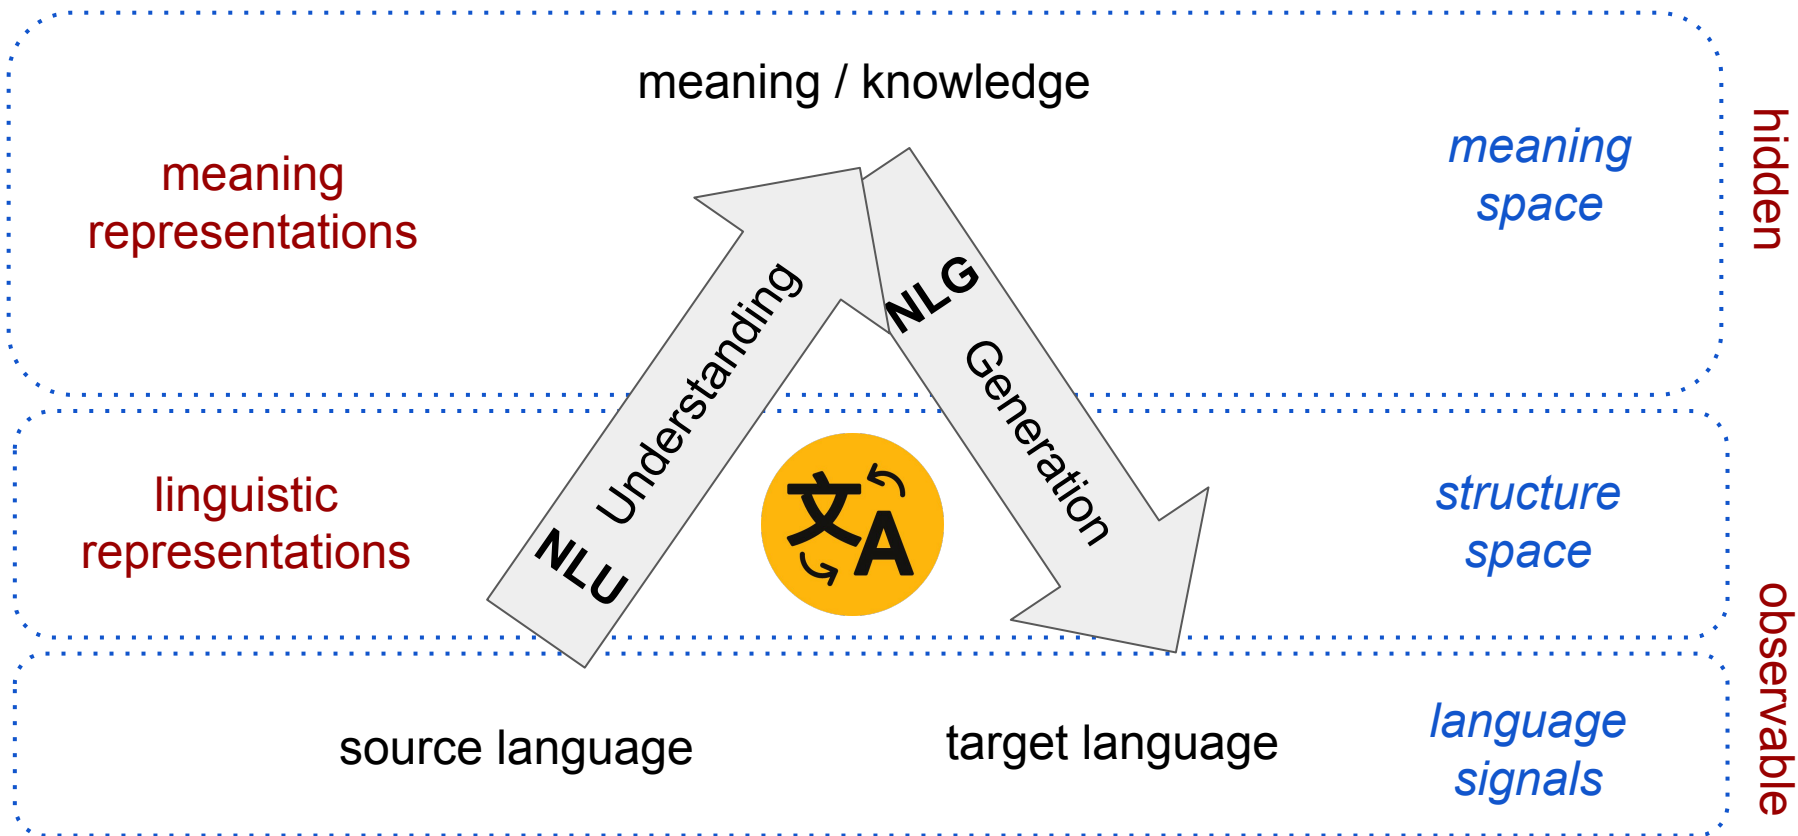 meaning / knowledge
meaning
representations
meaning
space
hidden
NLU Understanding
NLG Generation
linguistic
representations
文A
structure
space
observable
source language
target language
language
signals